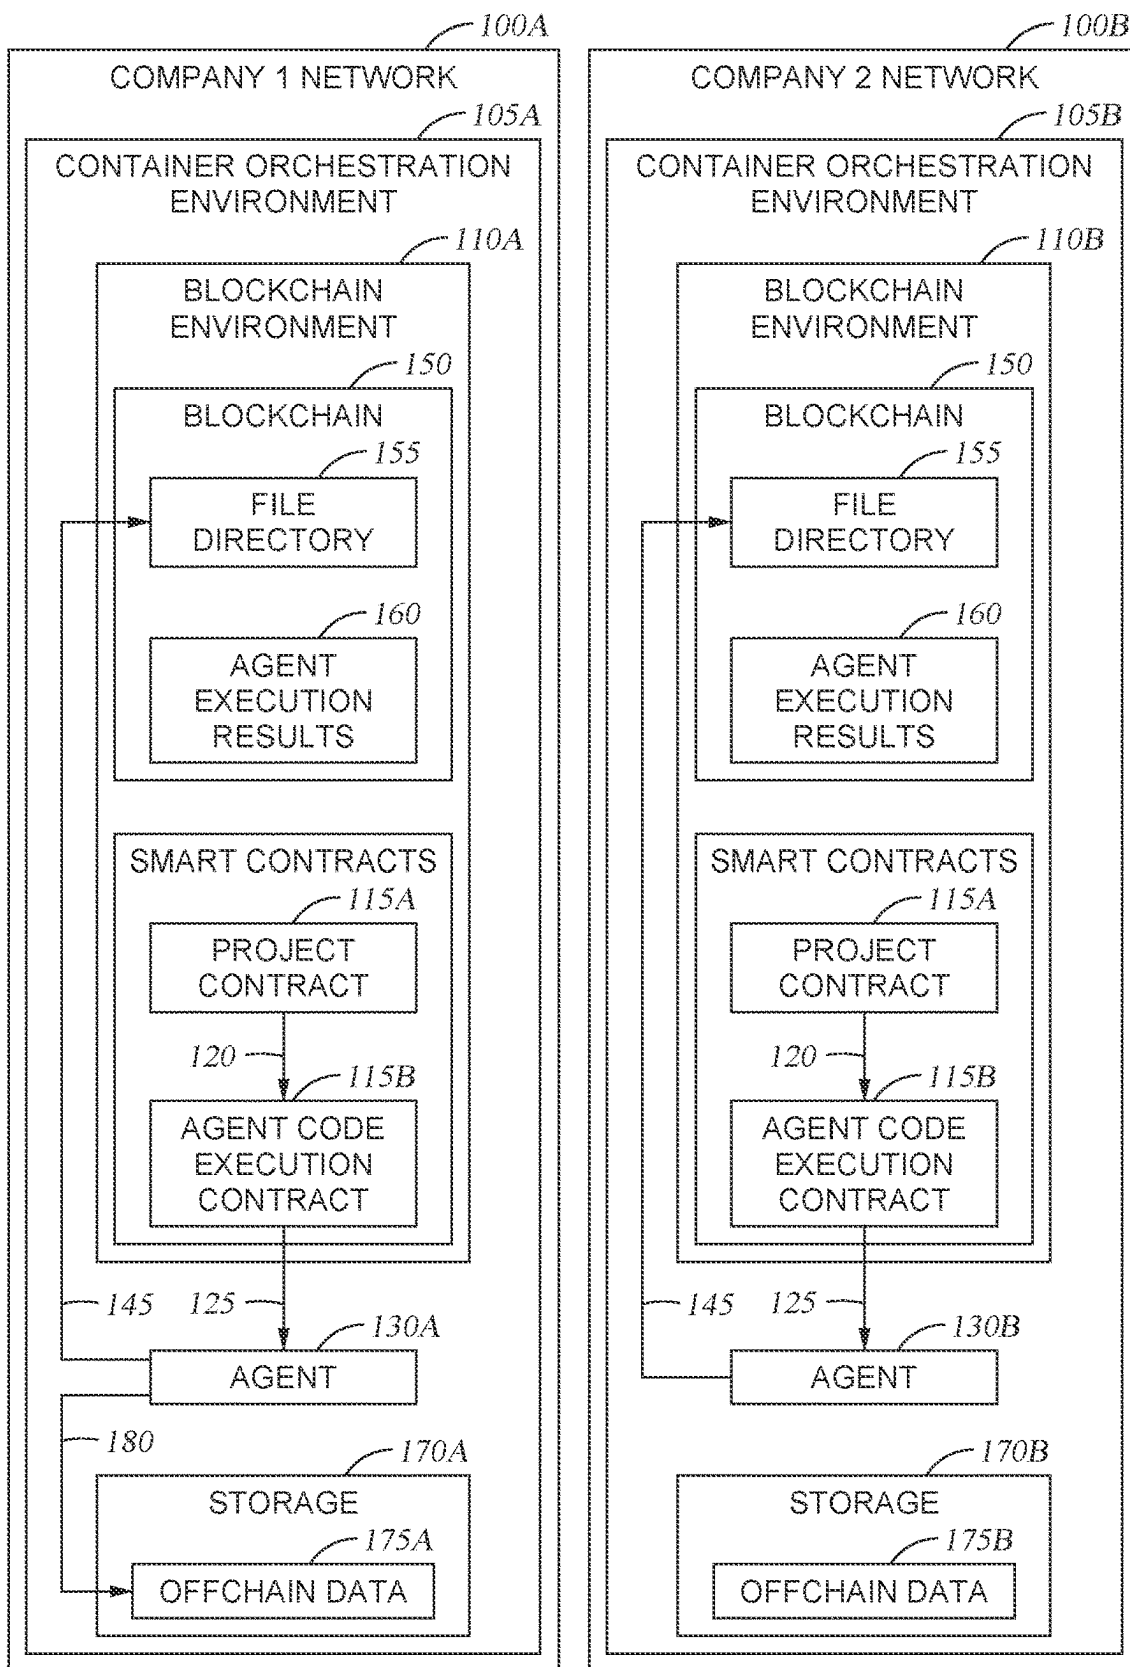 100A
COMPANY 1 NETWORK
105A
CONTAINER ORCHESTRATION
ENVIRONMENT
110A
BLOCKCHAIN
ENVIRONMENT
150
BLOCKCHAIN
155
FILE
DIRECTORY
160
AGENT
EXECUTION
RESULTS
SMART CONTRACTS
115A
PROJECT
CONTRACT
120
115B
AGENT CODE
EXECUTION
CONTRACT
145
125
130A
AGENT
180
170A
STORAGE
175A
OFFCHAIN DATA
100B
COMPANY 2 NETWORK
105B
CONTAINER ORCHESTRATION
ENVIRONMENT
110B
BLOCKCHAIN
ENVIRONMENT
150
BLOCKCHAIN
155
FILE
DIRECTORY
160
AGENT
EXECUTION
RESULTS
SMART CONTRACTS
115A
PROJECT
CONTRACT
120
115B
AGENT CODE
EXECUTION
CONTRACT
145
125
130B
AGENT
170B
STORAGE
175B
OFFCHAIN DATA